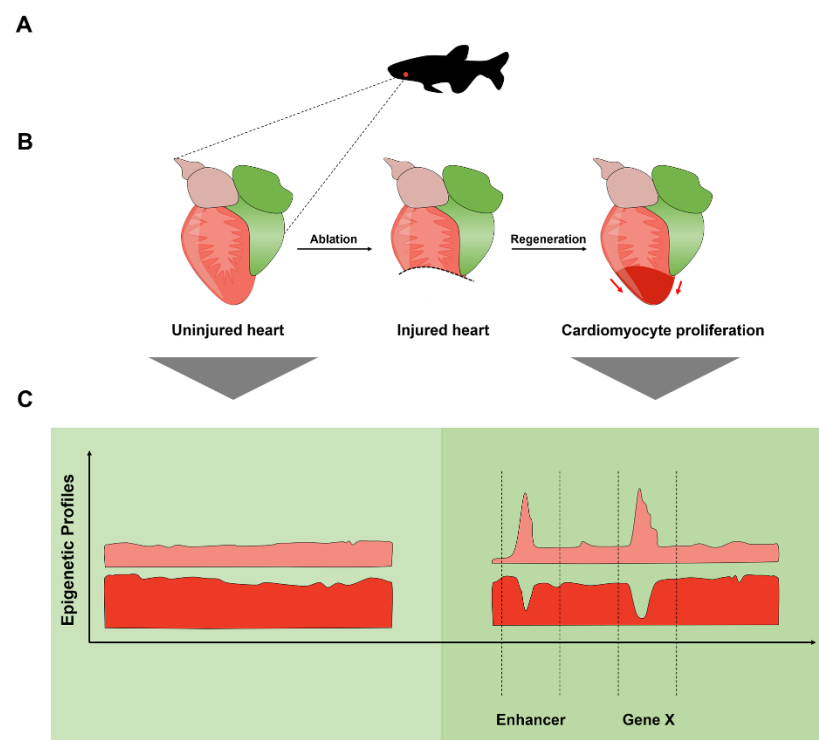 A
B
Ablation
Regeneration
Uninjured heart
Injured heart
Cardiomyocyte proliferation
C
Epigenetic Profiles
Enhancer
Gene X